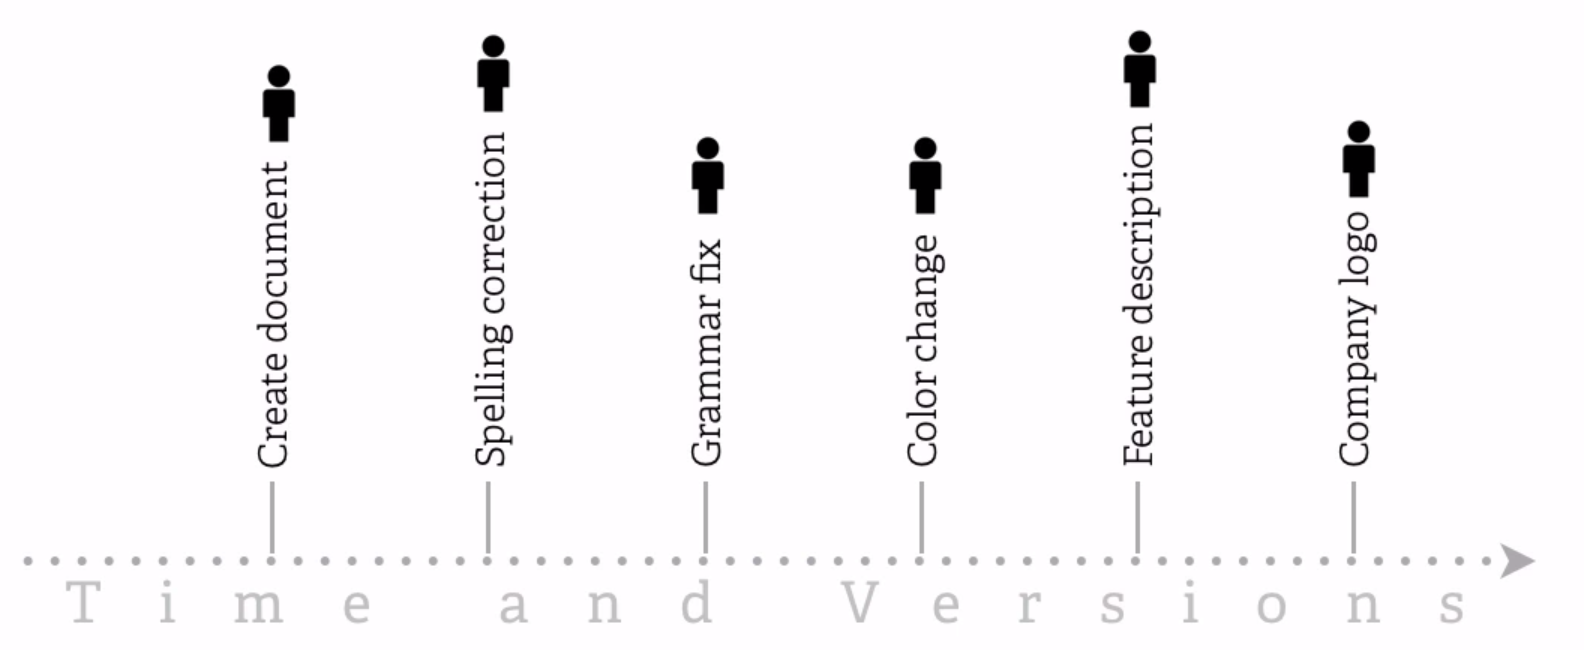 Create document
Spelling correction
Grammar fix
Color change
Feature description
Company logo
Time and Versions